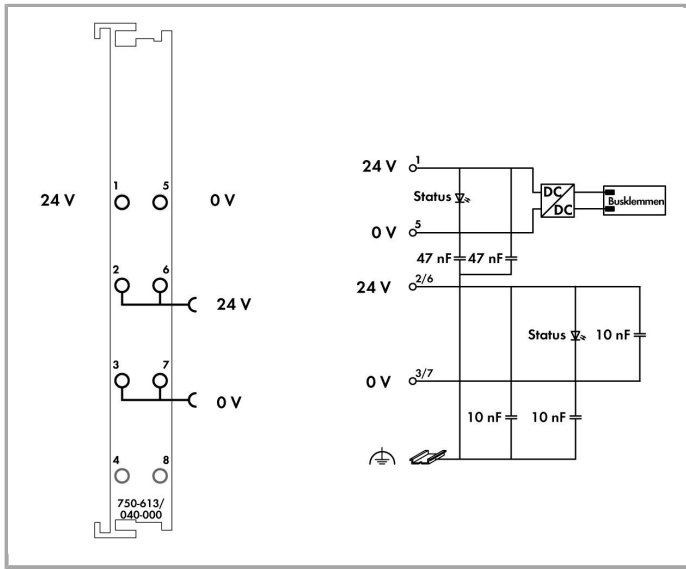 1 5
24 V 0 V
2 6
24 V
3 7
0 V
4 8
750-613/
040-000
24 V 1
Status
DC
DC
Busklemmen
0 V 5
47 nF 47 nF
24 V 2/6
Status 10 nF
0 V 3/7
10 nF 10 nF